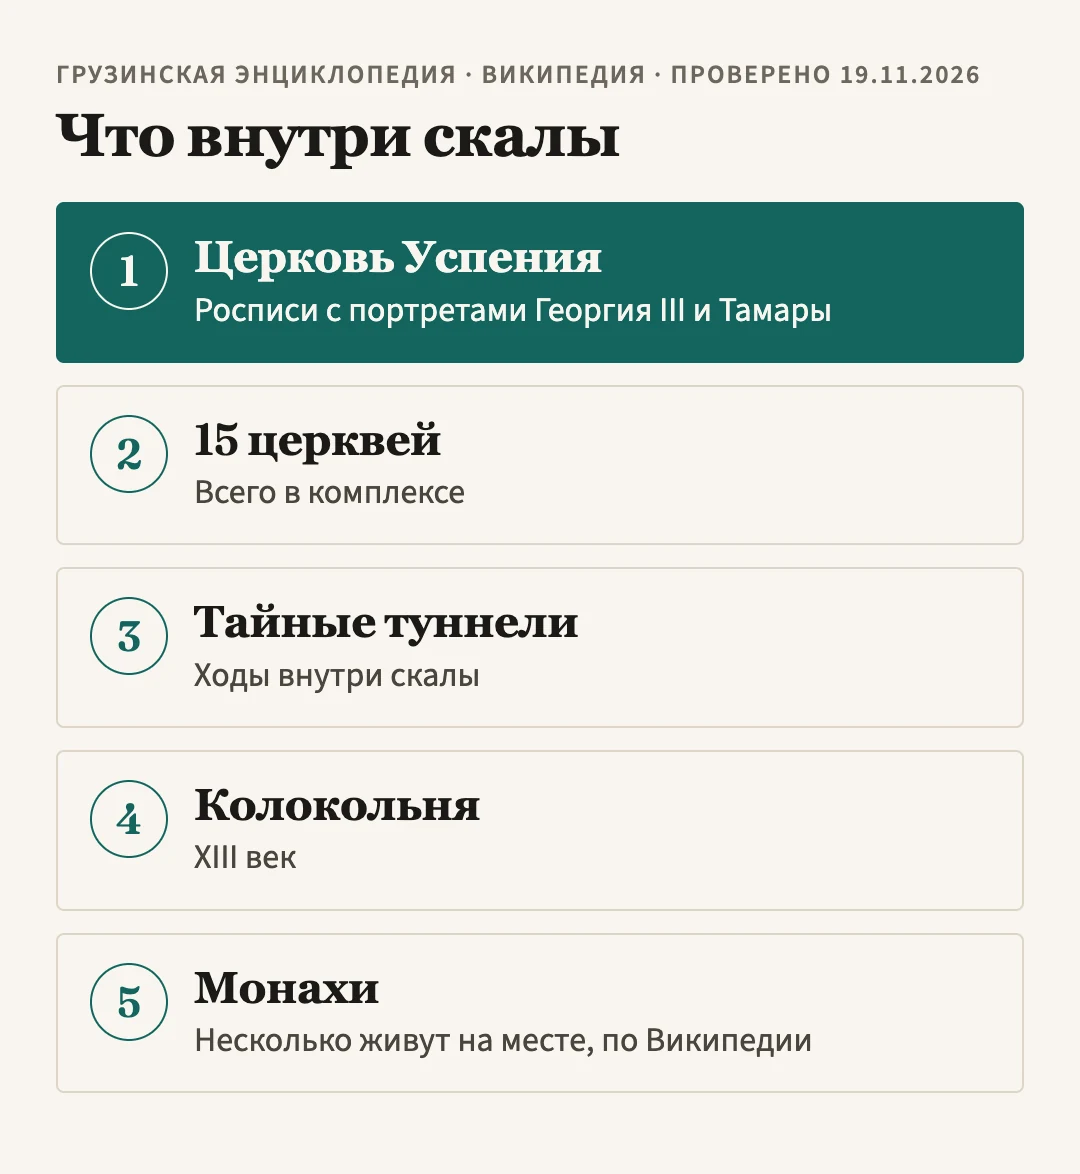 ГРУЗИНСКАЯ ЭНЦИКЛОПЕДИЯ · ВИКИПЕДИЯ · ПРОВЕРЕНО 19.11.2026
Что внутри скалы
1
Церковь Успения
Росписи с портретами Георгия III и Тамары
2
15 церквей
Всего в комплексе
3
Тайные туннели
Ходы внутри скалы
4
Колокольня
XIII век
5
Монахи
Несколько живут на месте, по Википедии